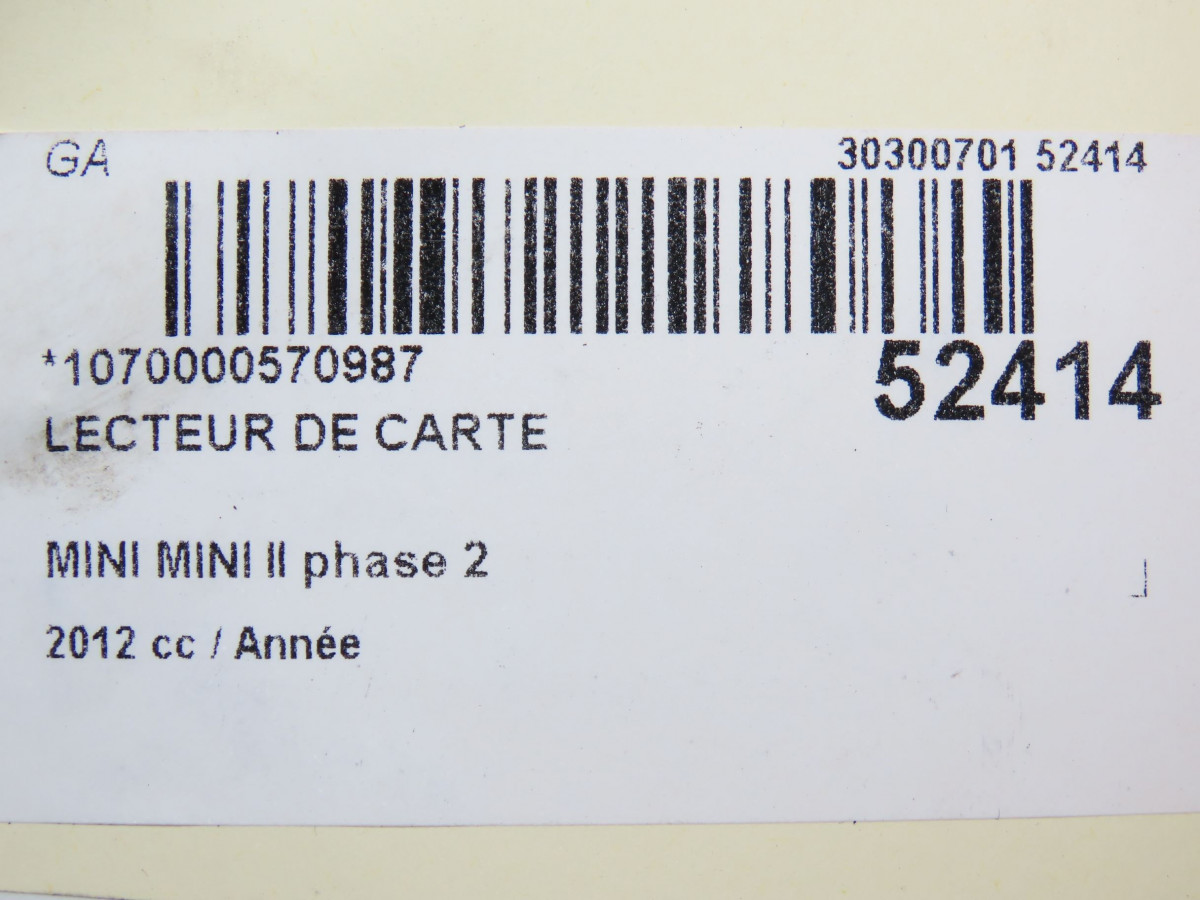 GA 30300701 52414
*1070000570987 52414
LECTEUR DE CARTE
MINI MINI II phase 2
2012 cc / Année